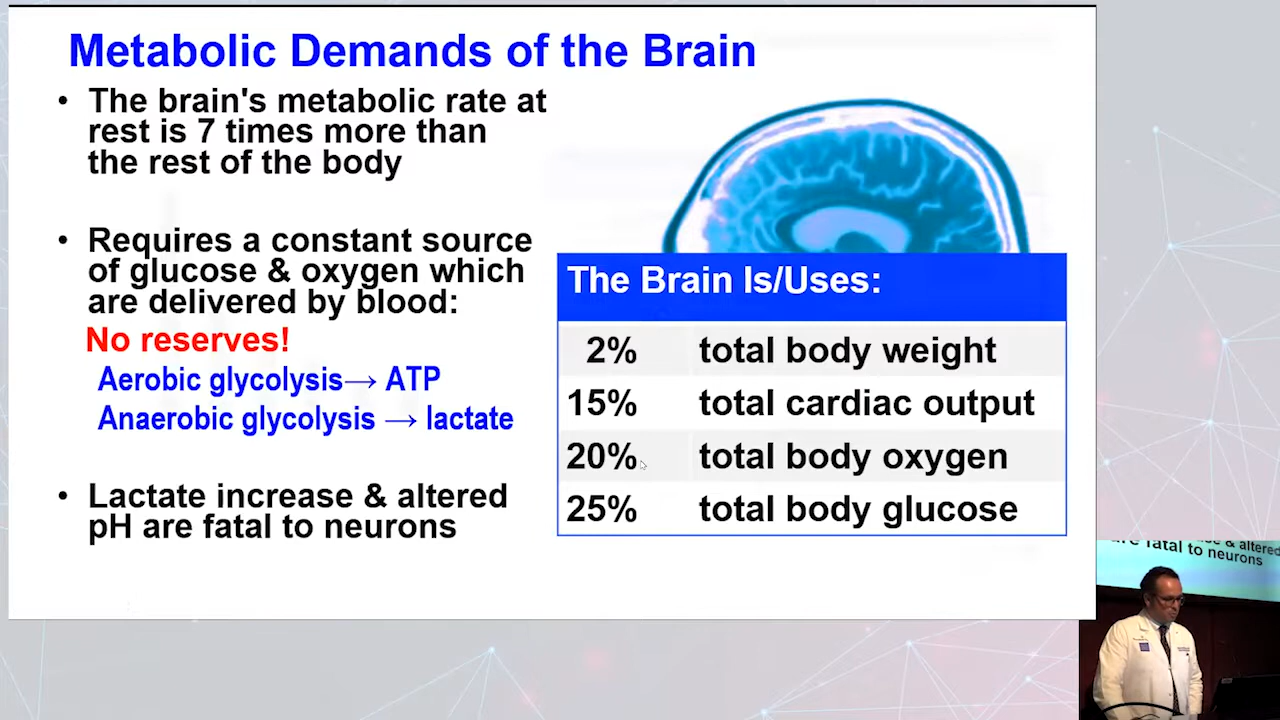 Metabolic Demands of the Brain
• The brain's metabolic rate at
rest is 7 times more than
the rest of the body
• Requires a constant source
of glucose & oxygen which
are delivered by blood:
No reserves!
Aerobic glycolysis→ ATP
Anaerobic glycolysis → lactate
• Lactate increase & altered
pH are fatal to neurons
The Brain Is/Uses:
2% total body weight
15% total cardiac output
20% total body oxygen
25% total body glucose
& altered
are fatal to neurons